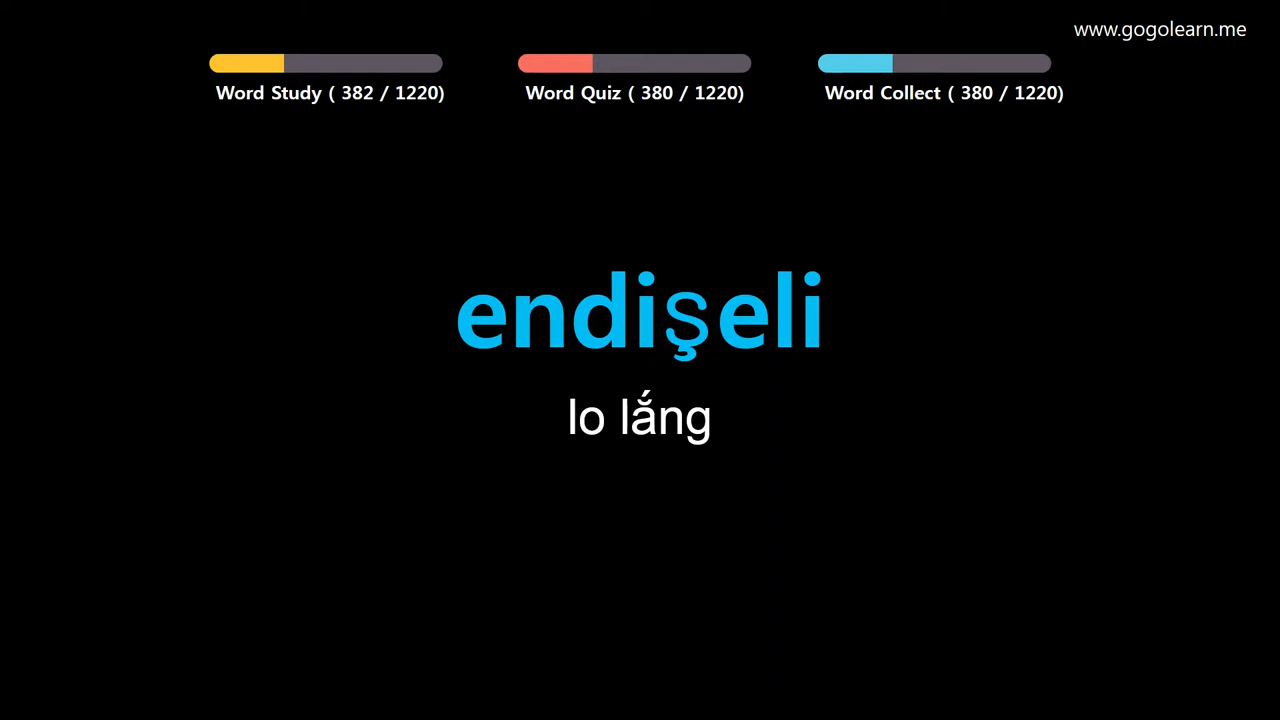 www.gogolearn.me
Word Study ( 382 / 1220)
Word Quiz ( 380 / 1220)
Word Collect ( 380 / 1220)
endişeli
lo lắng